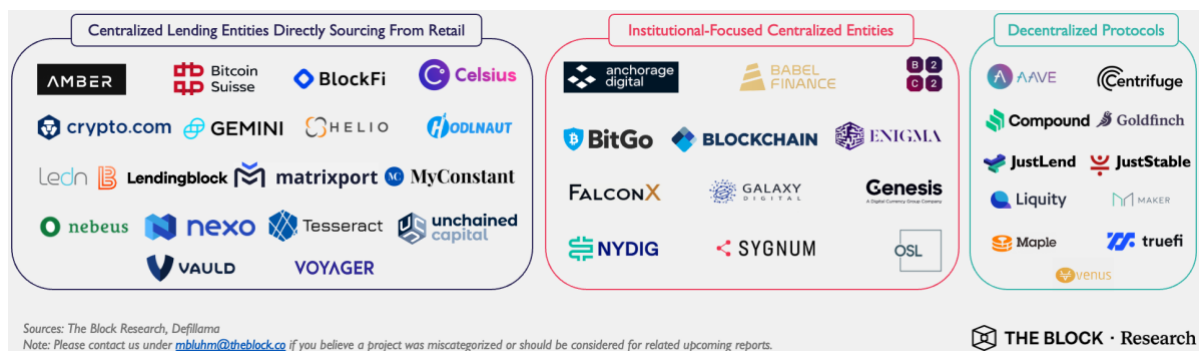 Centralized Lending Entities Directly Sourcing From Retail
AMBER
Bitcoin Suisse
BlockFi
Celsius
crypto.com
GEMINI
HELIO
HODLNAUT
Ledn
Lendingblock
matrixport
MyConstant
nebeus
nexo
Tesseract
unchained capital
VAULD
VOYAGER
Institutional-Focused Centralized Entities
anchorage digital
BABEL FINANCE
B2C2
BitGo
BLOCKCHAIN
ENIGMA
FALCONX
GALAXY DIGITAL
Genesis
A Digital Currency Group Company
NYDIG
SYGNUM
OSL
Decentralized Protocols
AAVE
Centrifuge
Compound
Goldfinch
JustLend
JustStable
Liquity
MAKER
Maple
truefi
venus
Sources: The Block Research, Defillama
Note: Please contact us under mbluhm@theblock.co if you believe a project was miscategorized or should be considered for related upcoming reports.
THE BLOCK · Research